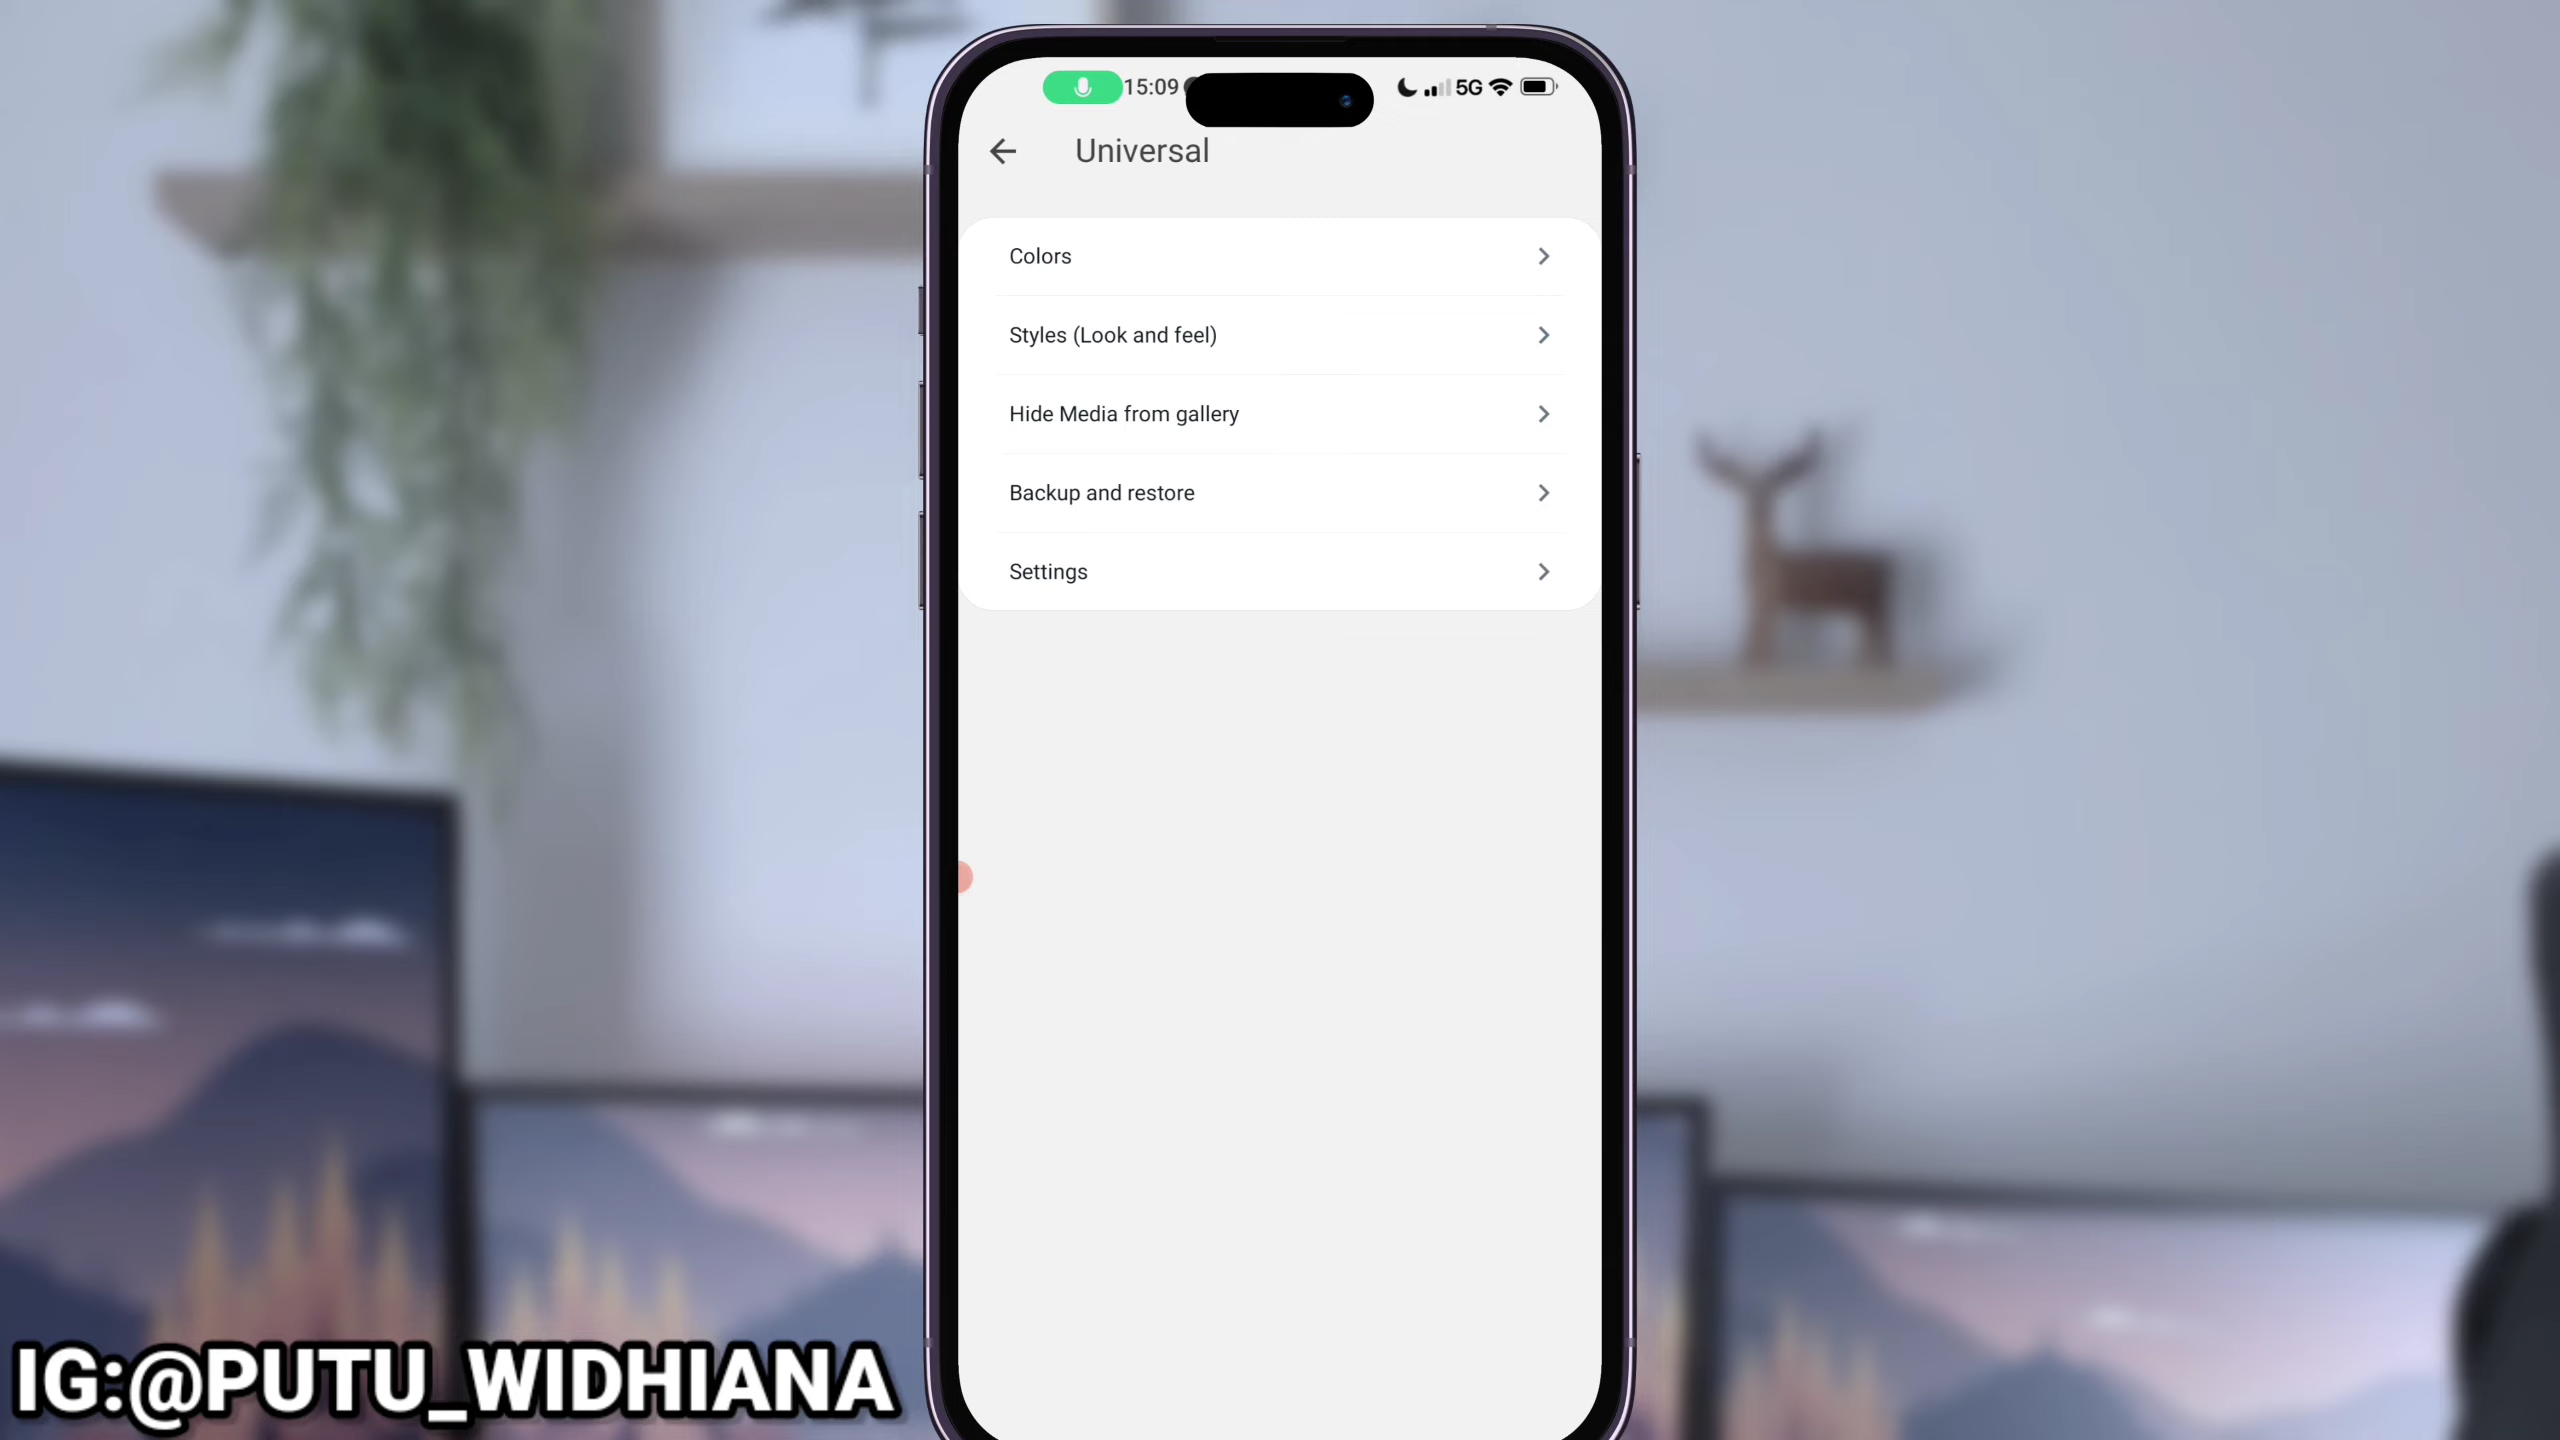 15:09
5G
Universal
Colors
Styles (Look and feel)
Hide Media from gallery
Backup and restore
Settings
IG:@PUTU_WIDHIANA